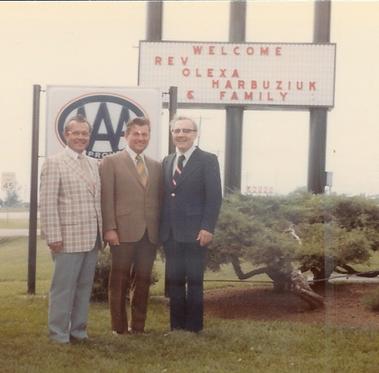 WELCOME
REV
OLEXA
HARBUZIUK
& FAMILY
AAA